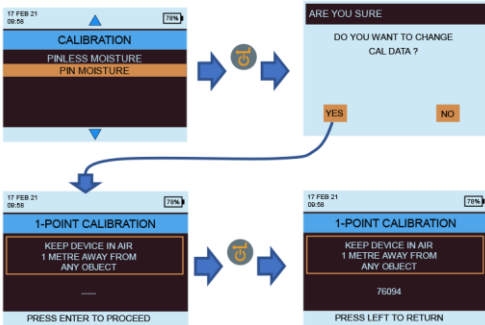 17 FEB 21
09:58
78%
CALIBRATION
PINLESS MOISTURE
PIN MOISTURE
ARE YOU SURE
DO YOU WANT TO CHANGE
CAL DATA ?
YES
NO
17 FEB 21
09:58
78%
1-POINT CALIBRATION
KEEP DEVICE IN AIR
1 METRE AWAY FROM
ANY OBJECT
----
PRESS ENTER TO PROCEED
17 FEB 21
09:58
78%
1-POINT CALIBRATION
KEEP DEVICE IN AIR
1 METRE AWAY FROM
ANY OBJECT
76094
PRESS LEFT TO RETURN